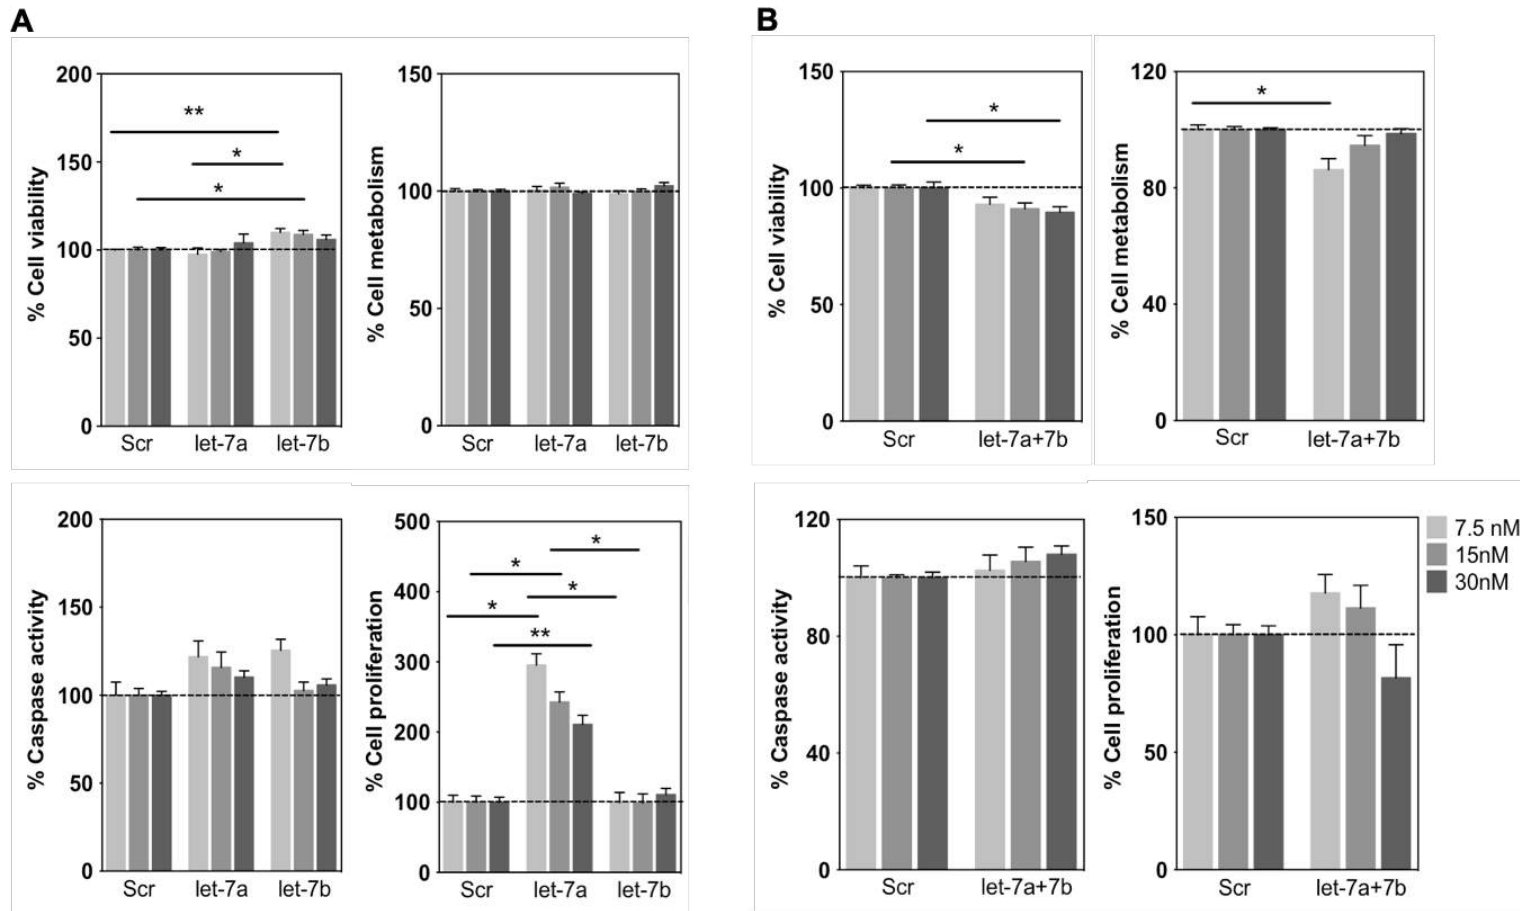 A
% Cell viability
200
150
100
50
0
**
*
*
Scr let-7a let-7b
% Cell metabolism
150
100
50
0
Scr let-7a let-7b
% Caspase activity
200
150
100
50
0
Scr let-7a let-7b
% Cell proliferation
500
400
300
200
100
0
*
*
*
*
**
Scr let-7a let-7b
B
% Cell viability
150
100
50
0
*
*
Scr let-7a+7b
% Cell metabolism
120
80
40
0
*
Scr let-7a+7b
% Caspase activity
120
80
40
0
Scr let-7a+7b
% Cell proliferation
150
100
50
0
Scr let-7a+7b
7.5 nM
15nM
30nM